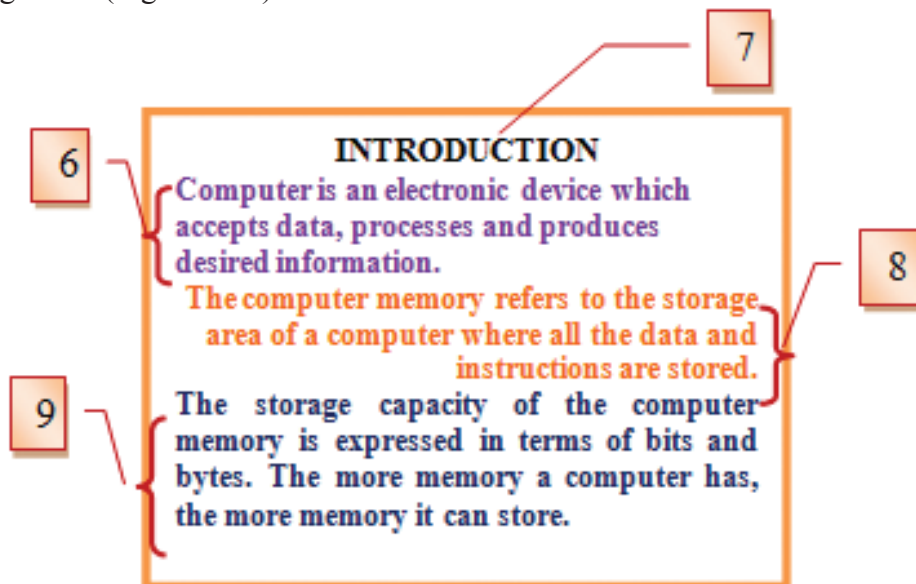 7
INTRODUCTION
6
Computer is an electronic device which
accepts data, processes and produces
desired information.
8
The computer memory refers to the storage
area of a computer where all the data and
instructions are stored.
9
The storage capacity of the computer
memory is expressed in terms of bits and
bytes. The more memory a computer has,
the more memory it can store.